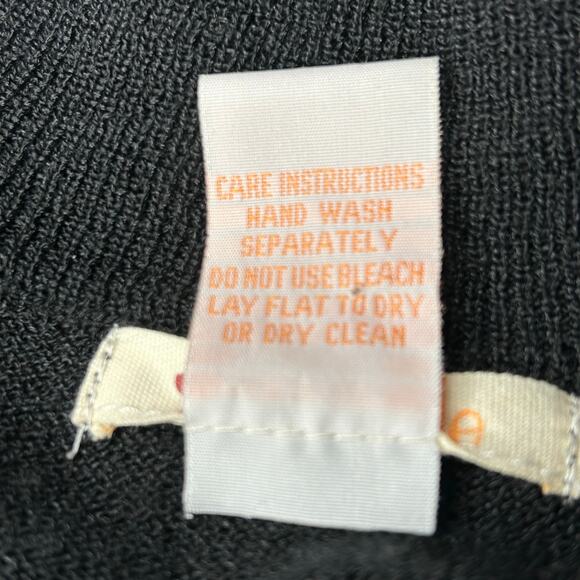 CARE INSTRUCTIONS
HAND WASH
SEPARATELY
DO NOT USE BLEACH
LAY FLAT TO DRY
OR DRY CLEAN
A